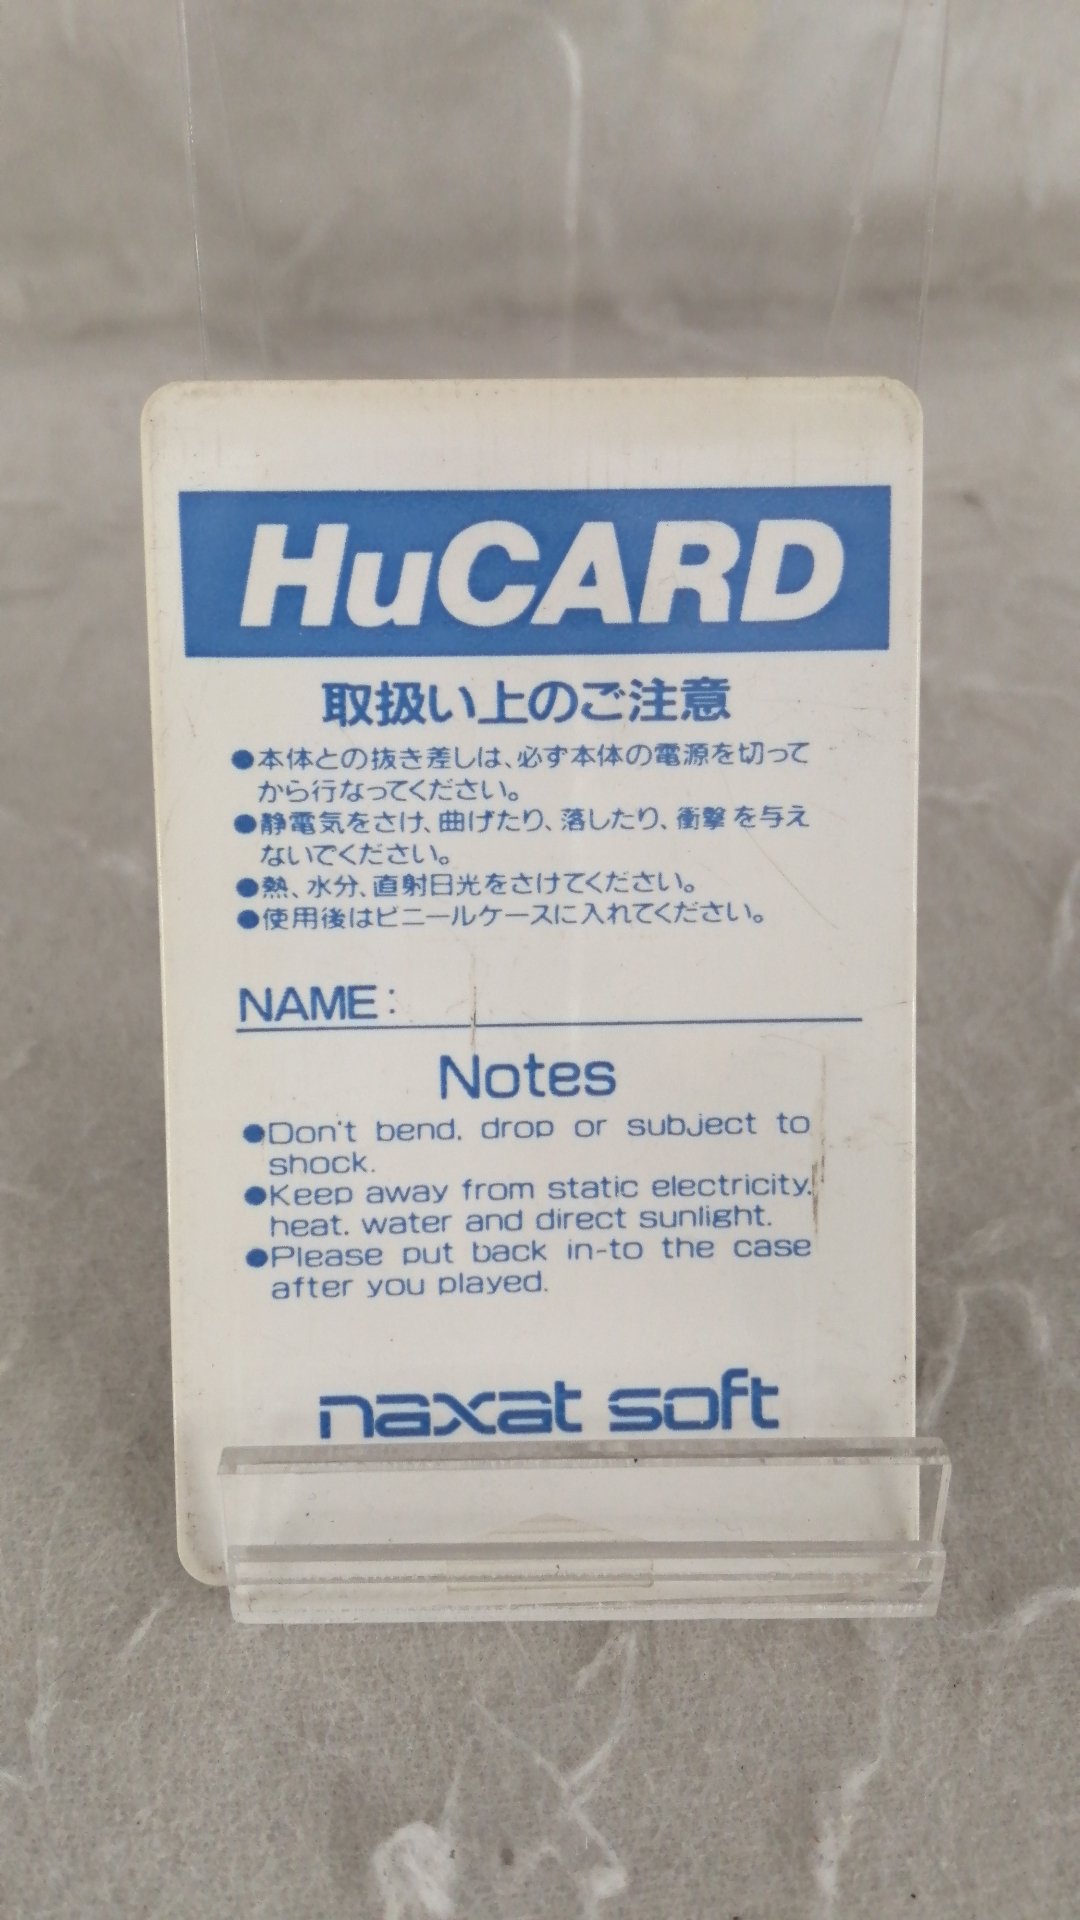 HuCARD
取扱い上のご注意
●本体との抜き差しは、必ず本体の電源を切って
から行なってください。
●静電気をさけ、曲げたり、落したり、衝撃を与え
ないでください。
●熱、水分、直射日光をさけてください。
●使用後はビニールケースに入れてください。
NAME:
Notes
●Don't bend, drop or subject to
shock.
●Keep away from static electricity,
heat, water and direct sunlight.
●Please put back in-to the case
after you played.
naxat soft